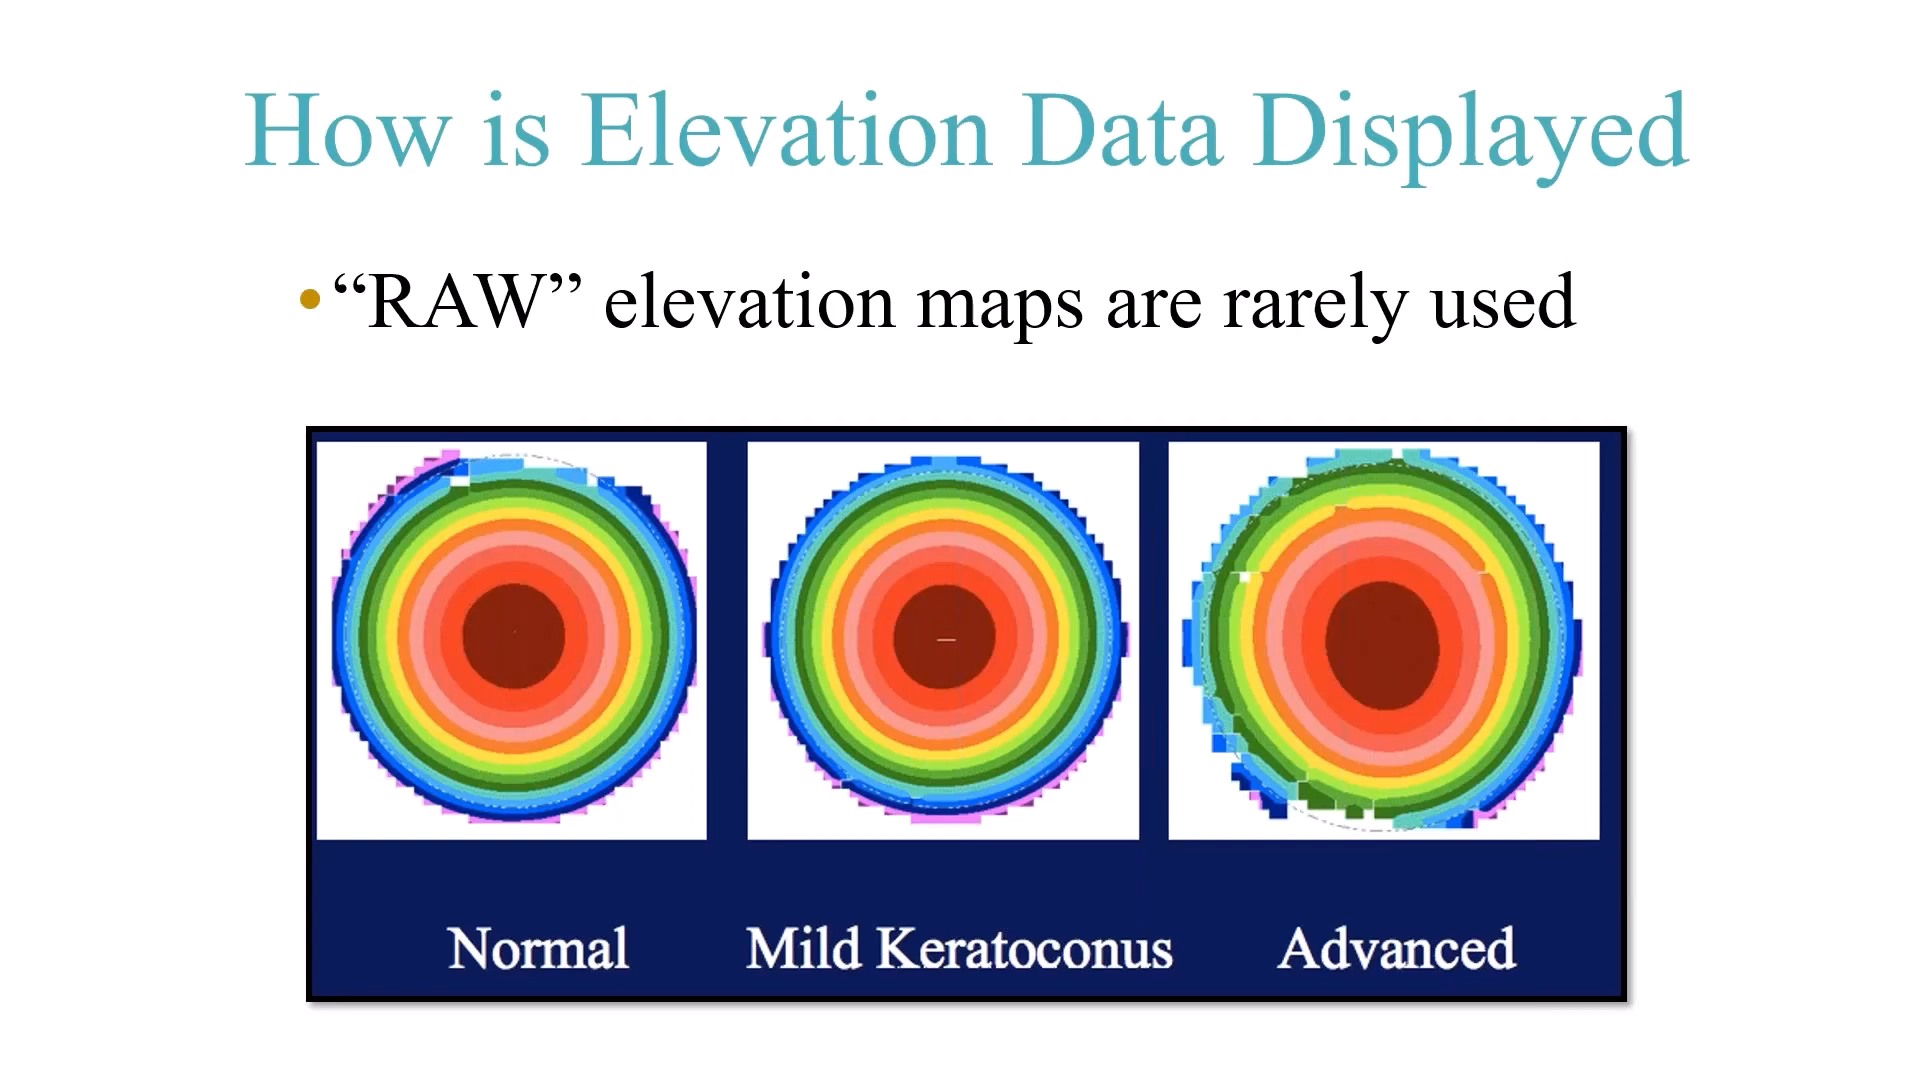 How is Elevation Data Displayed
•“RAW” elevation maps are rarely used
Normal Mild Keratoconus Advanced